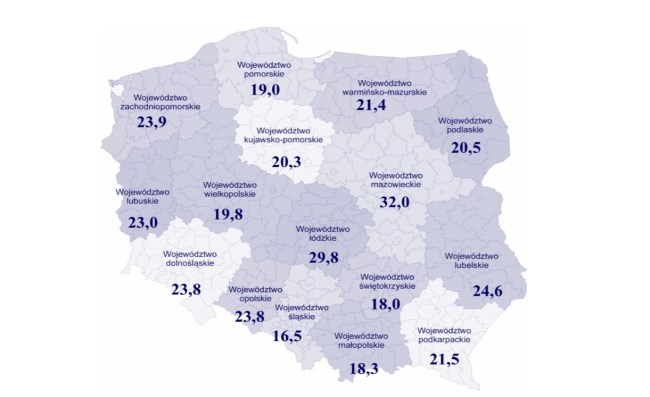 Województwo
pomorskie
19,0
Województwo
zachodniopomorskie
23,9
Województwo
warmińsko-mazurskie
21,4
Województwo
podlaskie
20,5
Województwo
kujawsko-pomorskie
20,3
Województwo
mazowieckie
32,0
Województwo
lubuskie
23,0
Województwo
wielkopolskie
19,8
Województwo
łódzkie
29,8
Województwo
dolnośląskie
23,8
Województwo
lubelskie
24,6
Województwo
opolskie
23,8
Województwo
śląskie
16,5
Województwo
świętokrzyskie
18,0
Województwo
małopolskie
18,3
Województwo
podkarpackie
21,5